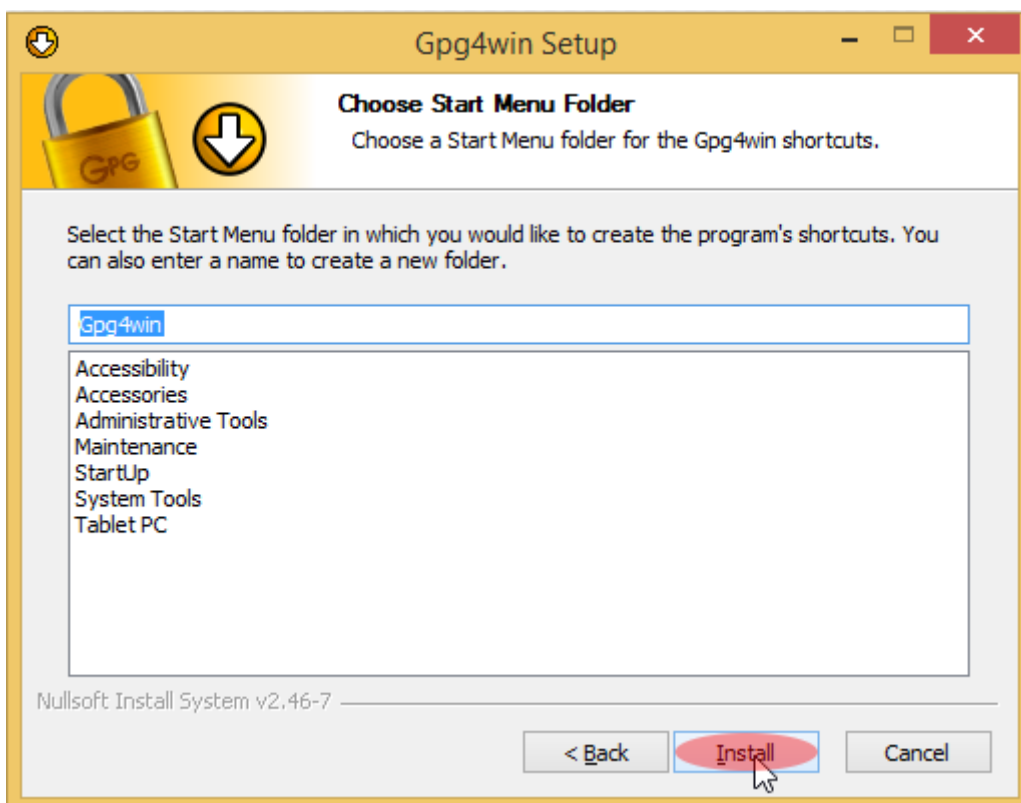 Gpg4win Setup
GPG
Choose Start Menu Folder
Choose a Start Menu folder for the Gpg4win shortcuts.
Select the Start Menu folder in which you would like to create the program's shortcuts. You
can also enter a name to create a new folder.
Gpg4win
Accessibility
Accessories
Administrative Tools
Maintenance
StartUp
System Tools
Tablet PC
Nullsoft Install System v2.46-7
< Back
Install
Cancel